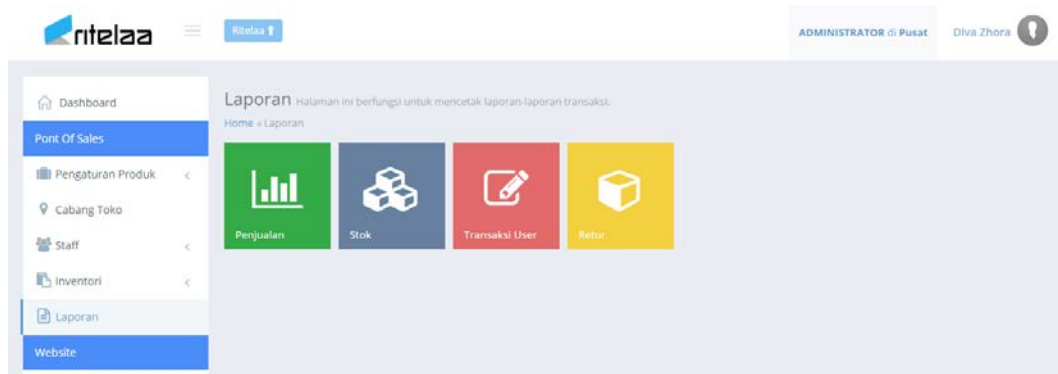 ritelaa
Ritelaa
ADMINISTRATOR di Pusat
Diva Zhora
Dashboard
Pont Of Sales
Pengaturan Produk
Cabang Toko
Staff
Inventori
Laporan
Website
Laporan Halaman ini berfungsi untuk mencetak laporan-laporan transaksi.
Home » Laporan
Penjualan
Stok
Transaksi User
Retur